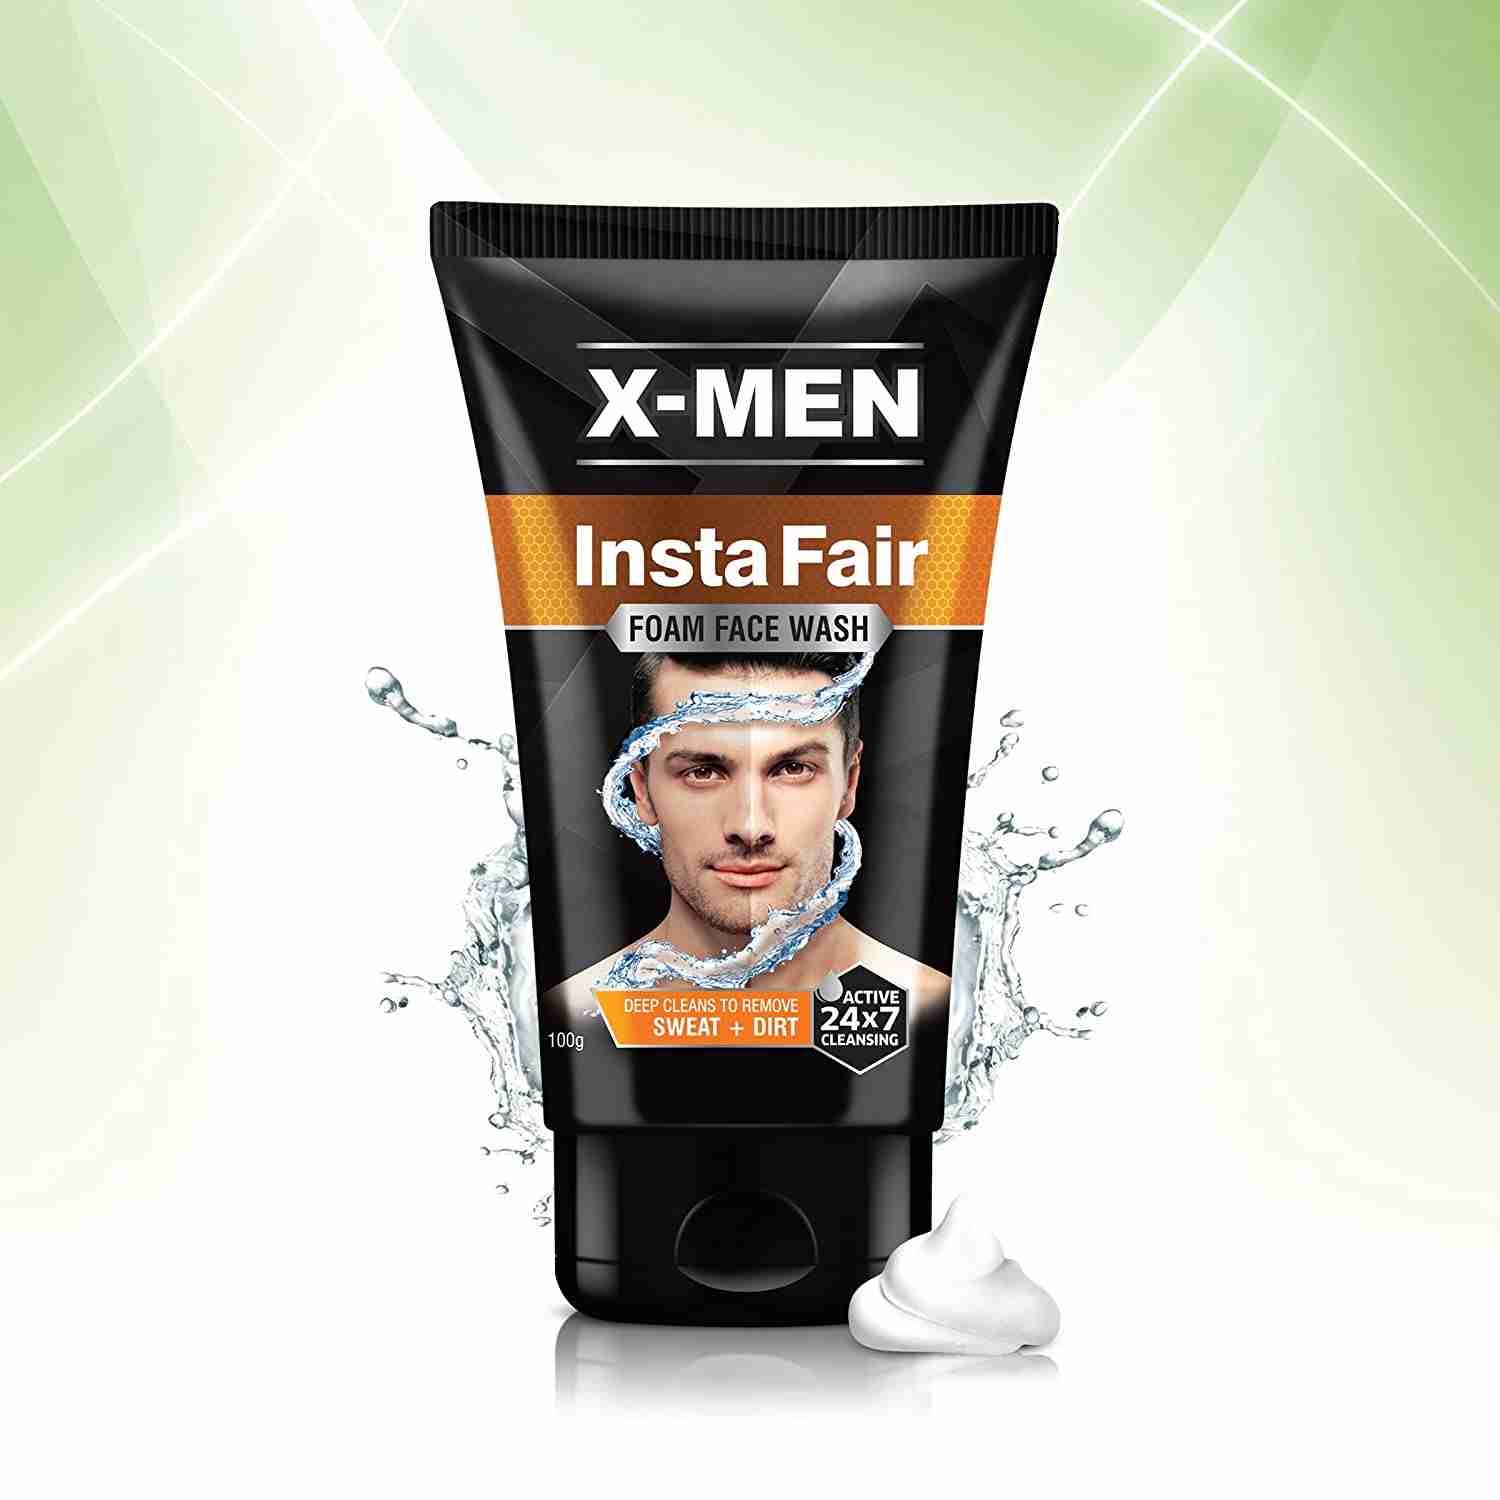 X-MEN
Insta Fair
FOAM FACE WASH
DEEP CLEANS TO REMOVE
SWEAT + DIRT
ACTIVE
24x7
CLEANSING
100g